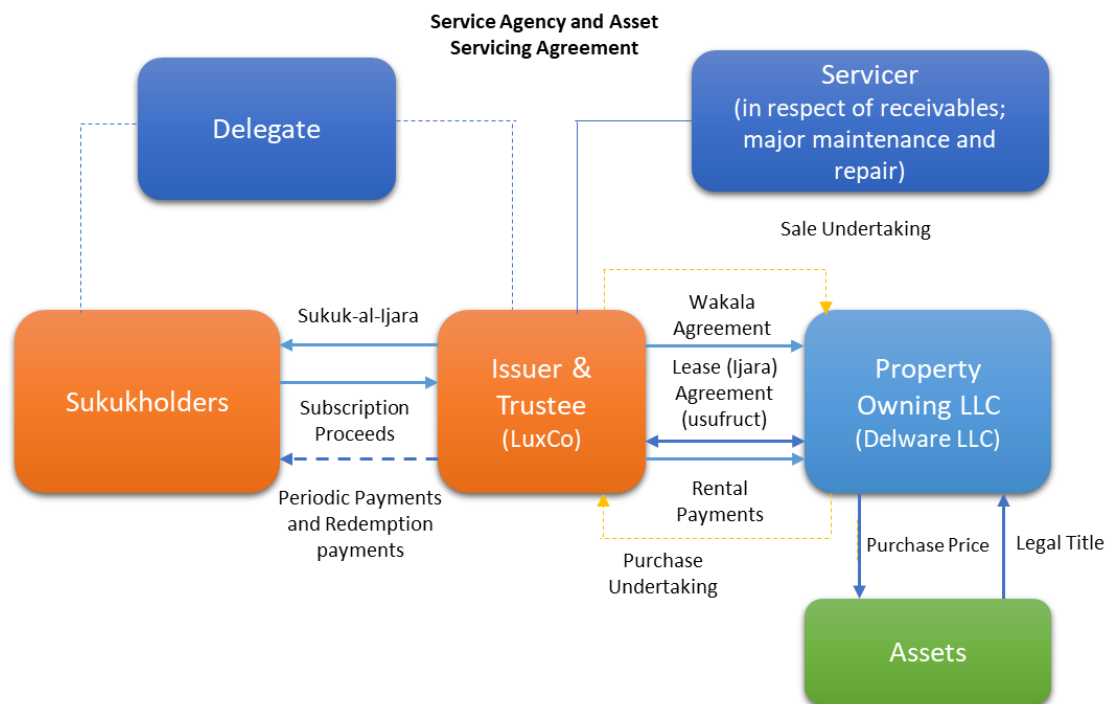 Service Agency and Asset
Servicing Agreement
Delegate
Servicer
(in respect of receivables;
major maintenance and
repair)
Sale Undertaking
Sukukholders
Sukuk-al-Ijara
Subscription
Proceeds
Periodic Payments
and Redemption
payments
Issuer &
Trustee
(LuxCo)
Wakala
Agreement
Lease (Ijara)
Agreement
(usufruct)
Rental
Payments
Purchase
Undertaking
Property
Owning LLC
(Delware LLC)
Purchase Price
Legal Title
Assets